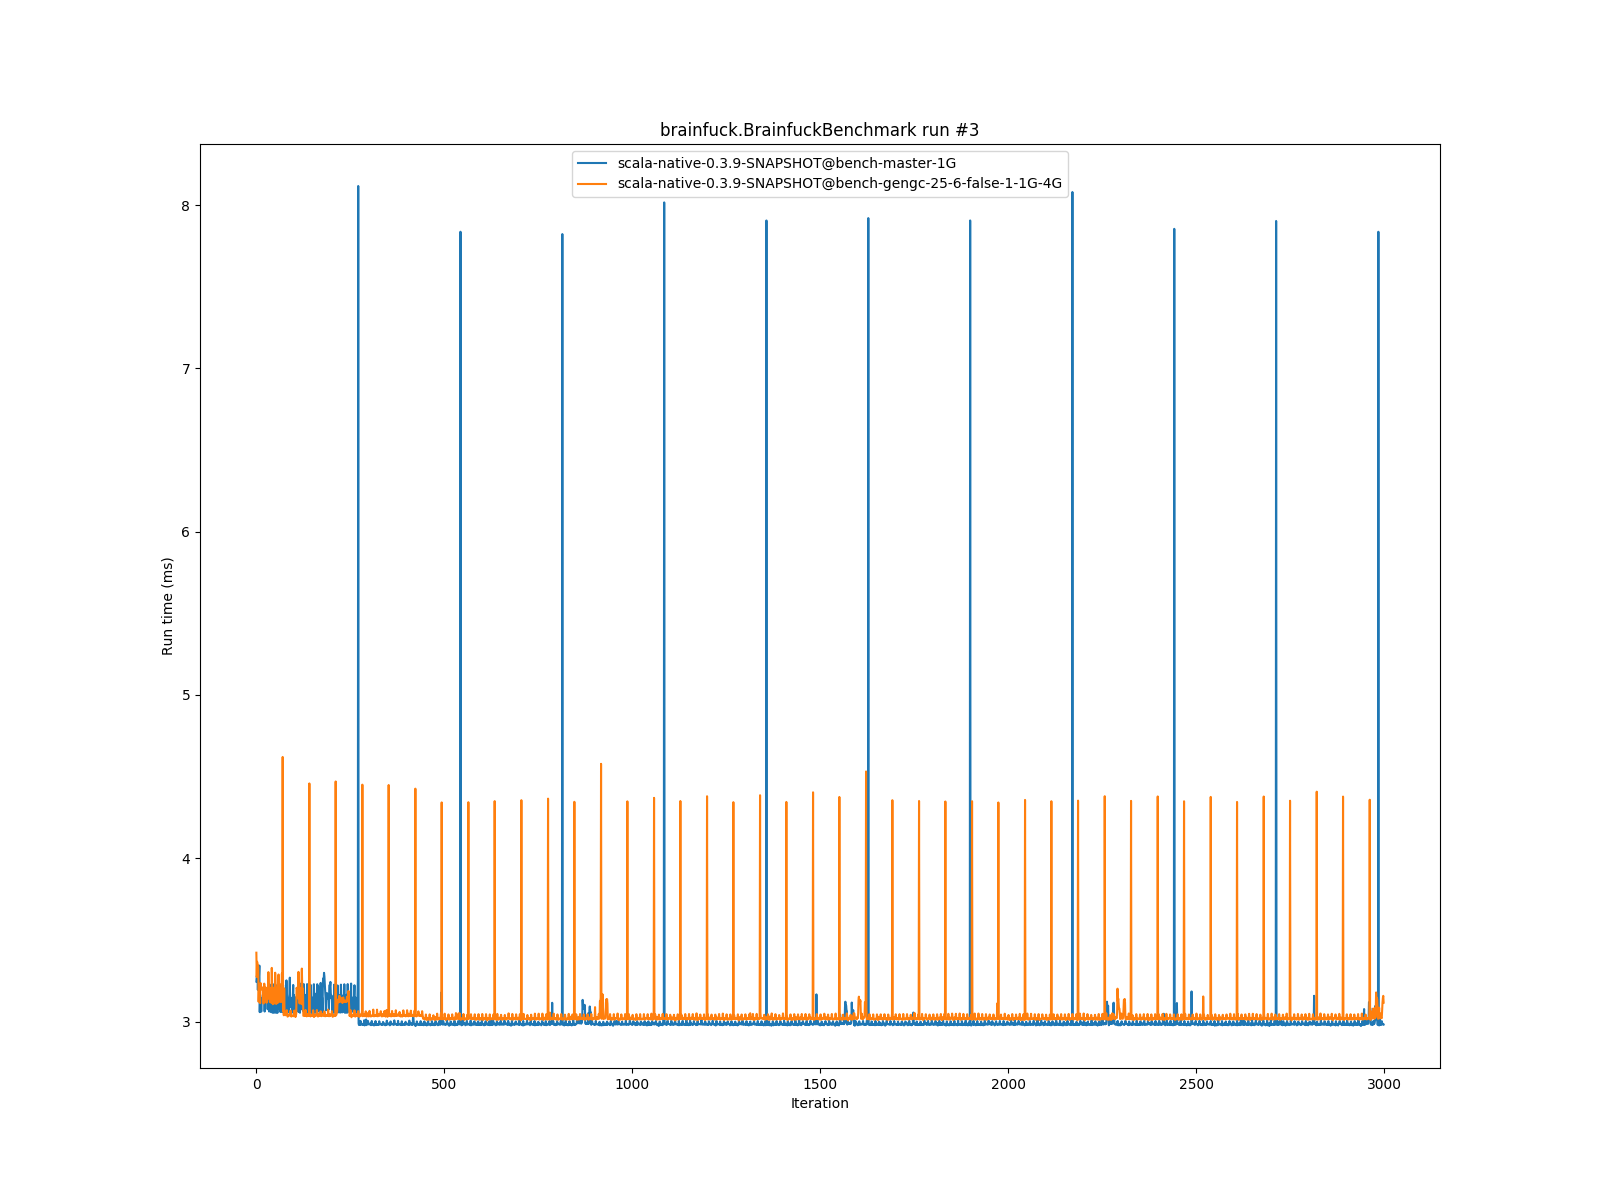 brainfuck.BrainfuckBenchmark run #3
scala-native-0.3.9-SNAPSHOT@bench-master-1G
scala-native-0.3.9-SNAPSHOT@bench-gengc-25-6-false-1-1G-4G
8
7
6
5
4
3
Run time (ms)
0 500 1000 1500 2000 2500 3000
Iteration